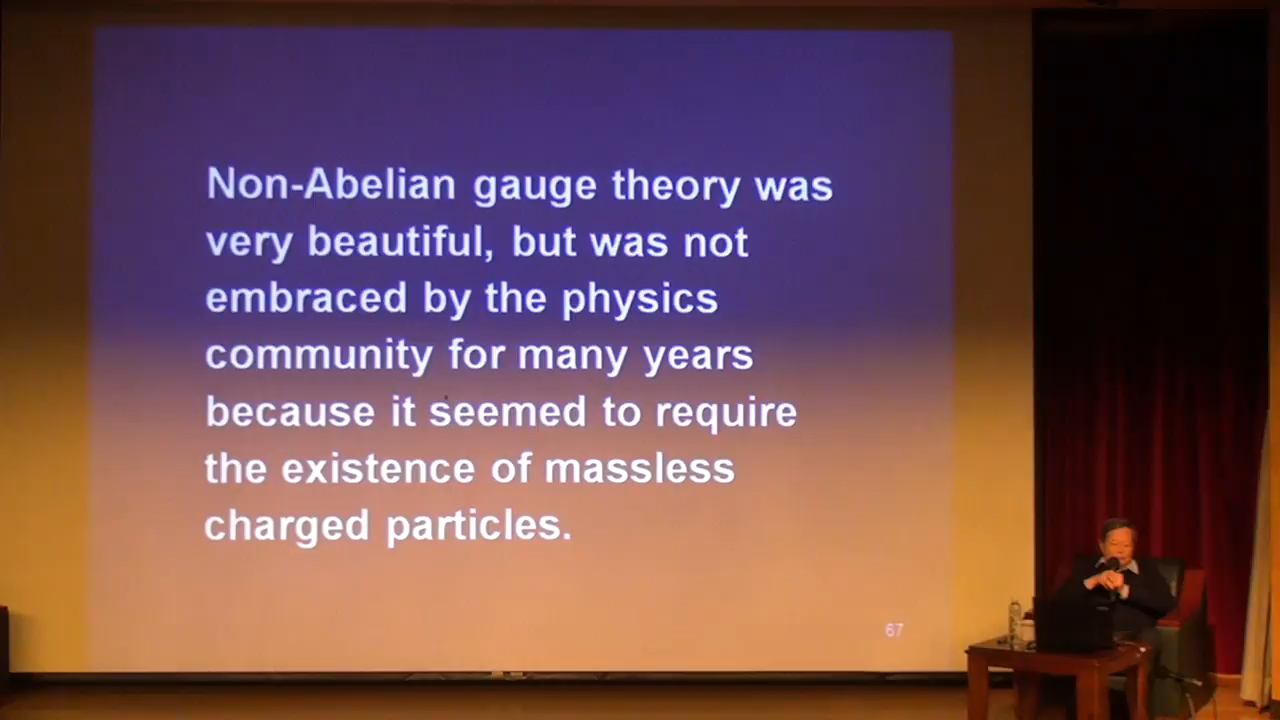 Non-Abelian gauge theory was
very beautiful, but was not
embraced by the physics
community for many years
because it seemed to require
the existence of massless
charged particles.
67